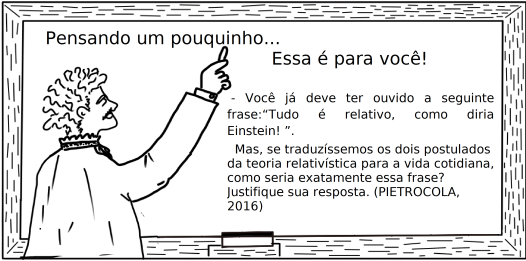 Pensando um pouquinho...
Essa é para você!
- Você já deve ter ouvido a seguinte
frase:“Tudo é relativo, como diria
Einstein! ”.
Mas, se traduzíssemos os dois postulados
da teoria relativística para a vida cotidiana,
como seria exatamente essa frase?
Justifique sua resposta. (PIETROCOLA,
2016)